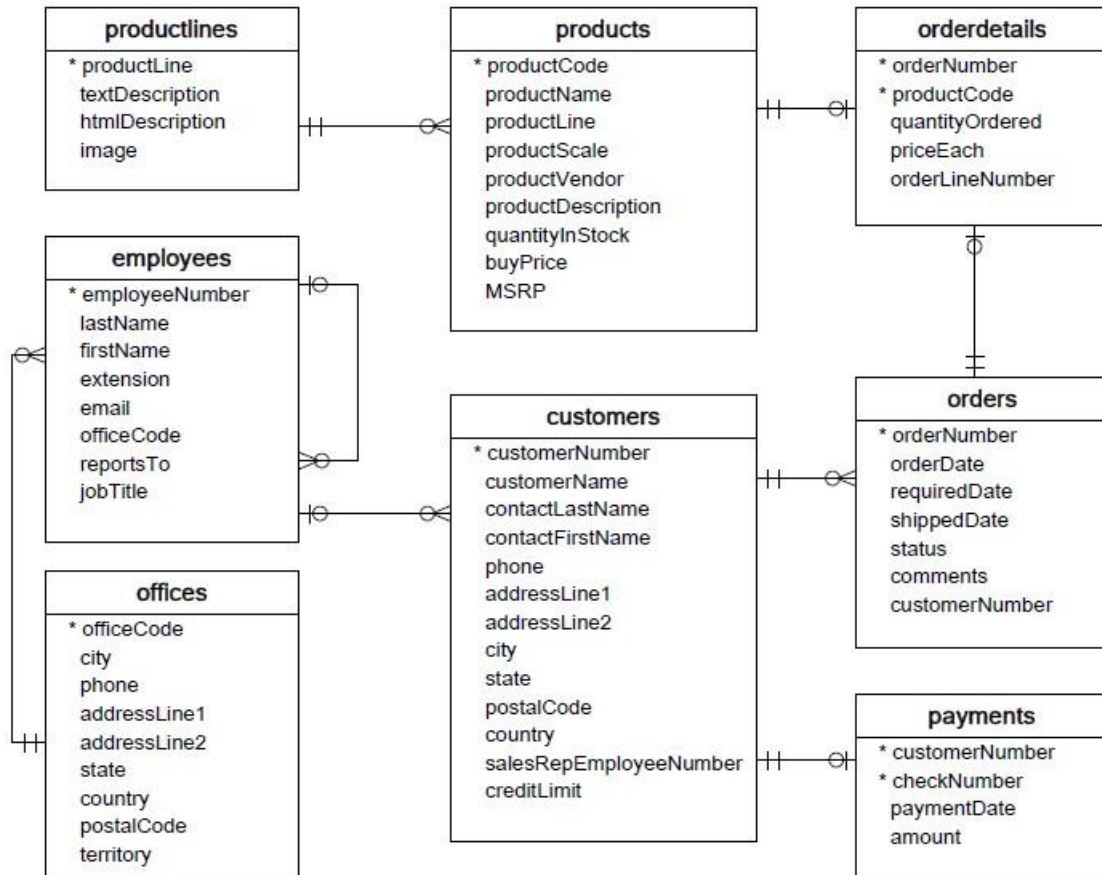 productlines
* productLine
textDescription
htmlDescription
image
products
* productCode
productName
productLine
productScale
productVendor
productDescription
quantityInStock
buyPrice
MSRP
orderdetails
* orderNumber
* productCode
quantityOrdered
priceEach
orderLineNumber
employees
* employeeNumber
lastName
firstName
extension
email
officeCode
reportsTo
jobTitle
customers
* customerNumber
customerName
contactLastName
contactFirstName
phone
addressLine1
addressLine2
city
state
postalCode
country
salesRepEmployeeNumber
creditLimit
orders
* orderNumber
orderDate
requiredDate
shippedDate
status
comments
customerNumber
offices
* officeCode
city
phone
addressLine1
addressLine2
state
country
postalCode
territory
payments
* customerNumber
* checkNumber
paymentDate
amount